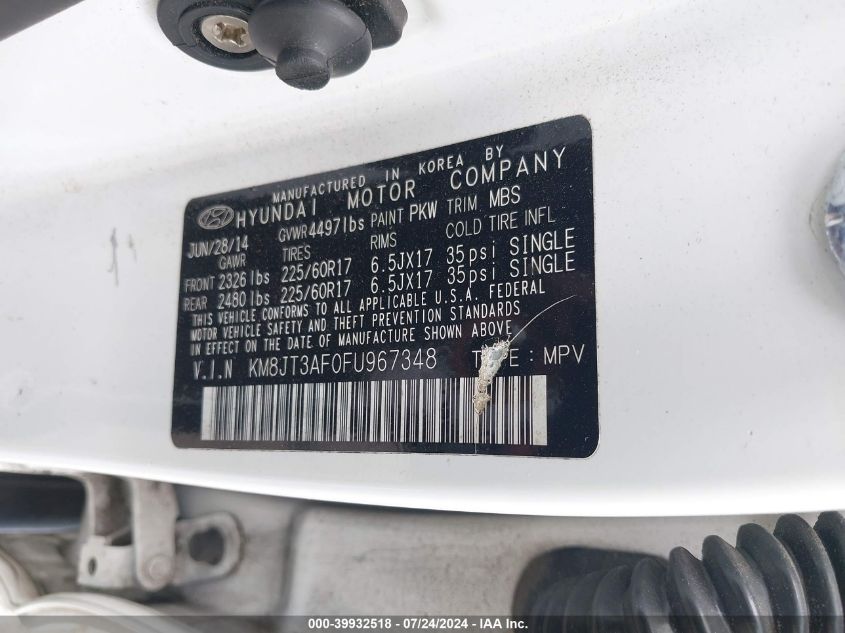 MANUFACTURED IN KOREA BY
HYUNDAI MOTOR COMPANY
JUN/28/14 GVWR 4497 lbs PAINT PKW TRIM MBS
GAWR TIRES RIMS COLD TIRE INFL
FRONT 2326 lbs 225/60R17 6.5JX17 35psi SINGLE
REAR 2480 lbs 225/60R17 6.5JX17 35psi SINGLE
THIS VEHICLE CONFORMS TO ALL APPLICABLE U.S.A. FEDERAL
MOTOR VEHICLE SAFETY AND THEFT PREVENTION STANDARDS
IN EFFECT ON THE DATE OF MANUFACTURE SHOWN ABOVE
V.I.N KM8JT3AF0FU967348 TYPE: MPV
000-39932518 - 07/24/2024 - IAA Inc.